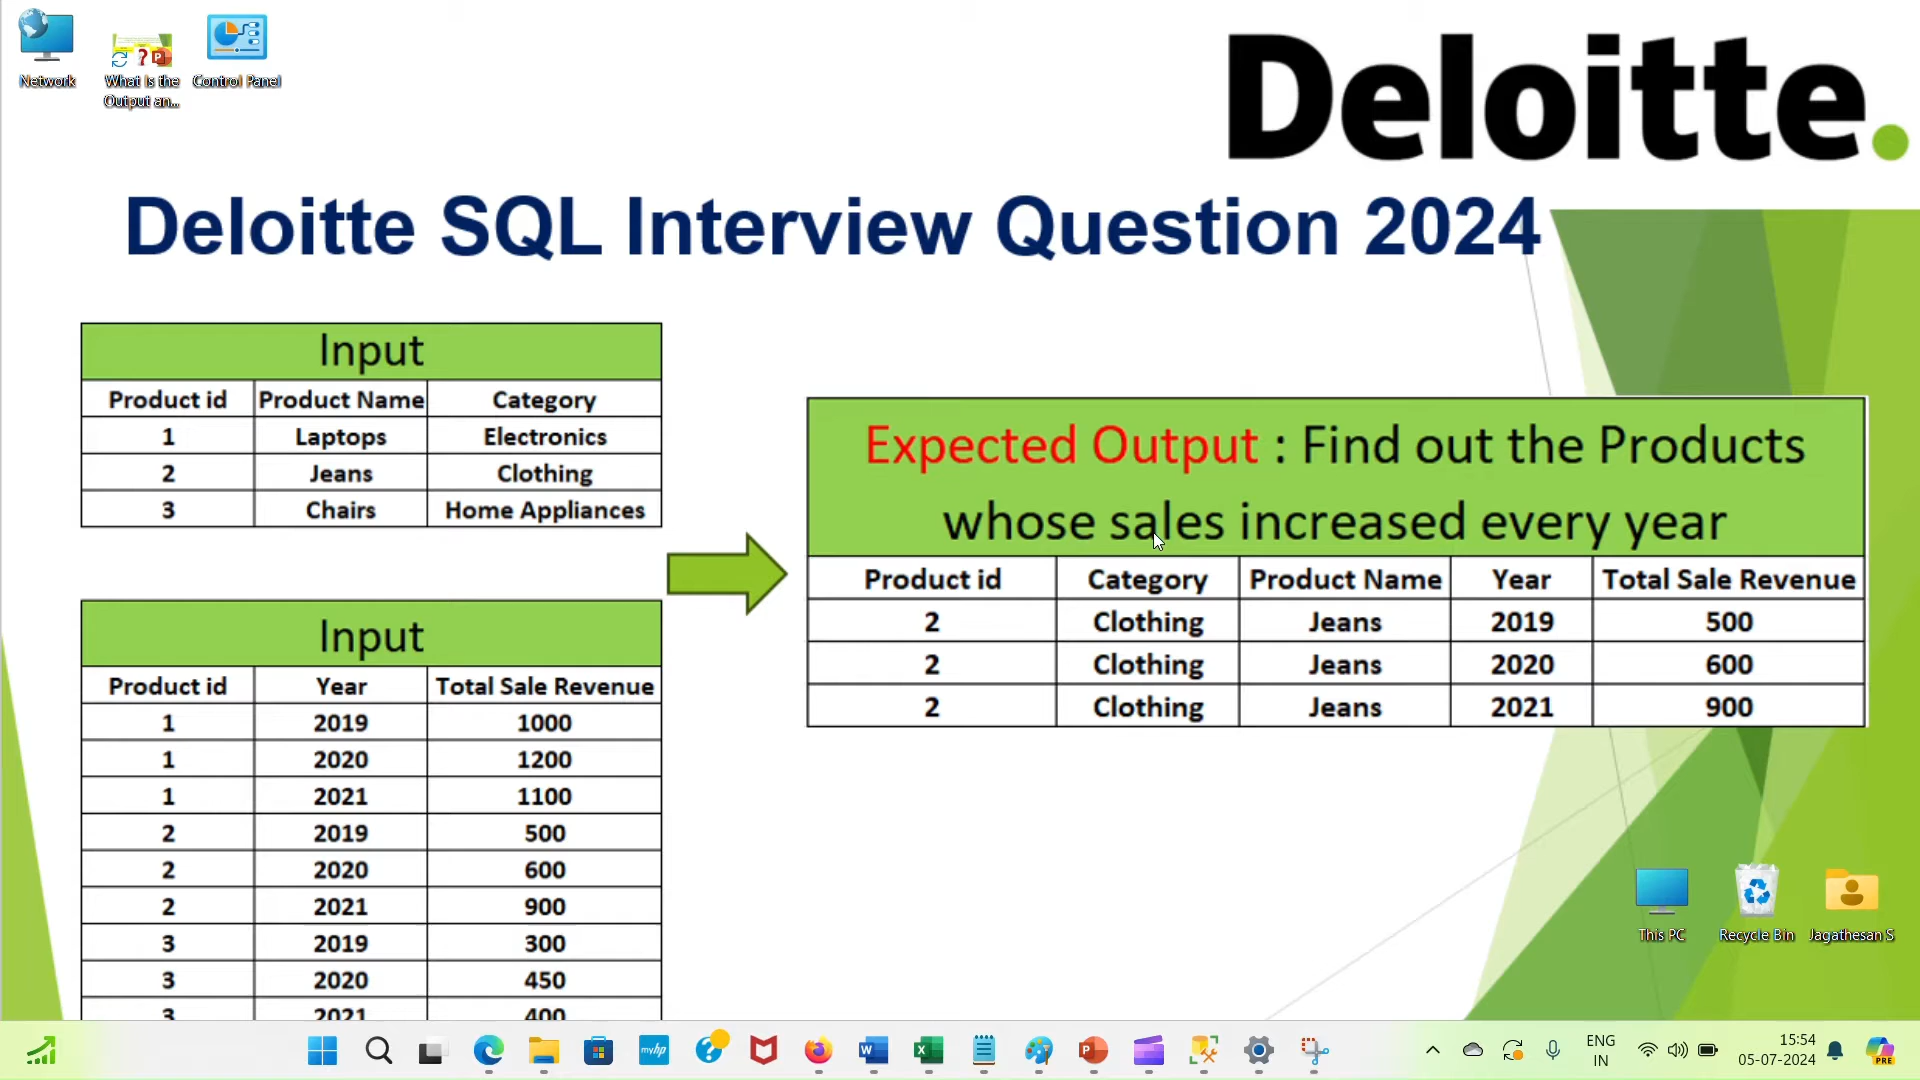 Network
What is the
Output an...
Control Panel
Deloitte.
Deloitte SQL Interview Question 2024
Input
Product id Product Name Category
1 Laptops Electronics
2 Jeans Clothing
3 Chairs Home Appliances
Input
Product id Year Total Sale Revenue
1 2019 1000
1 2020 1200
1 2021 1100
2 2019 500
2 2020 600
2 2021 900
3 2019 300
3 2020 450
3 2021 400
Expected Output : Find out the Products
whose sales increased every year
Product id Category Product Name Year Total Sale Revenue
2 Clothing Jeans 2019 500
2 Clothing Jeans 2020 600
2 Clothing Jeans 2021 900
This PC
Recycle Bin
Jagathesan S
myhp
ENG
IN
15:54
05-07-2024
PRE